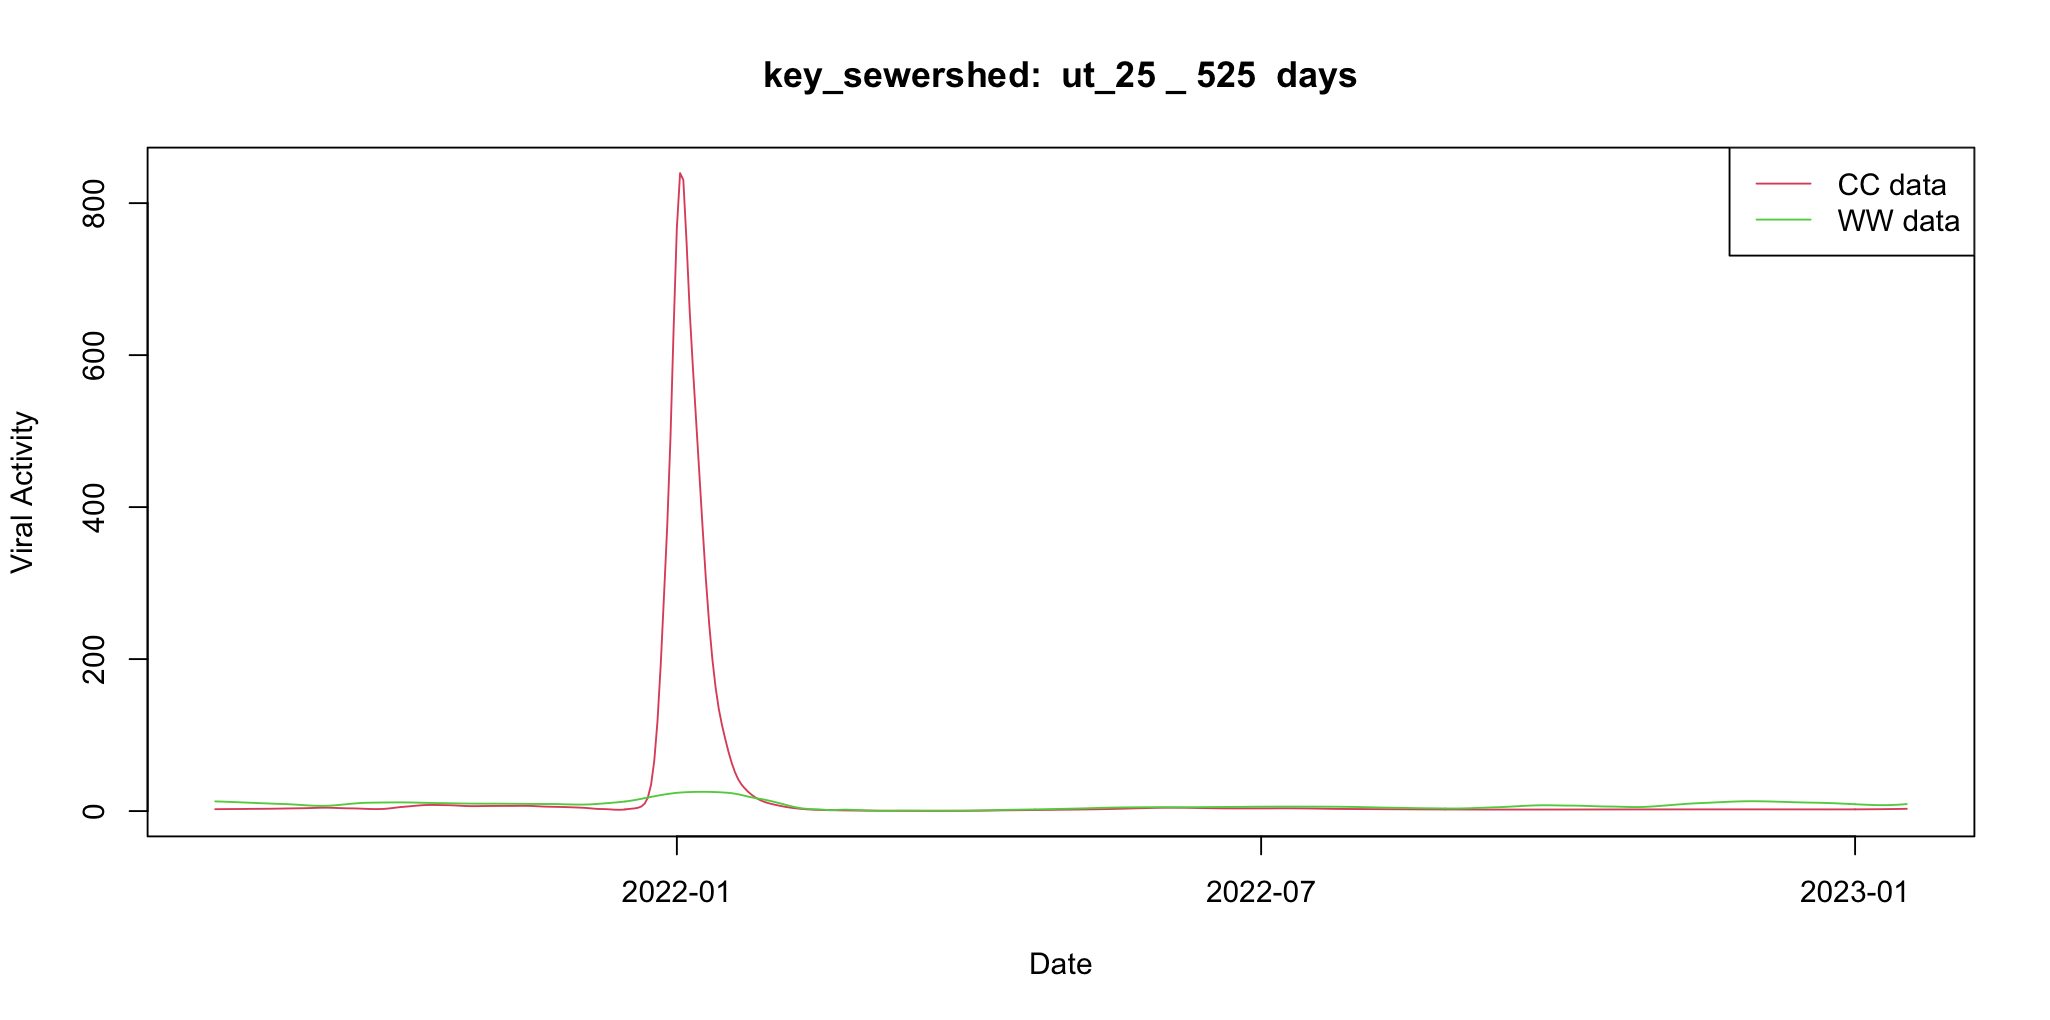 key_sewershed:  ut_25 _ 525  days
CC data
WW data
Viral Activity
800
600
400
200
0
2022-01
2022-07
2023-01
Date